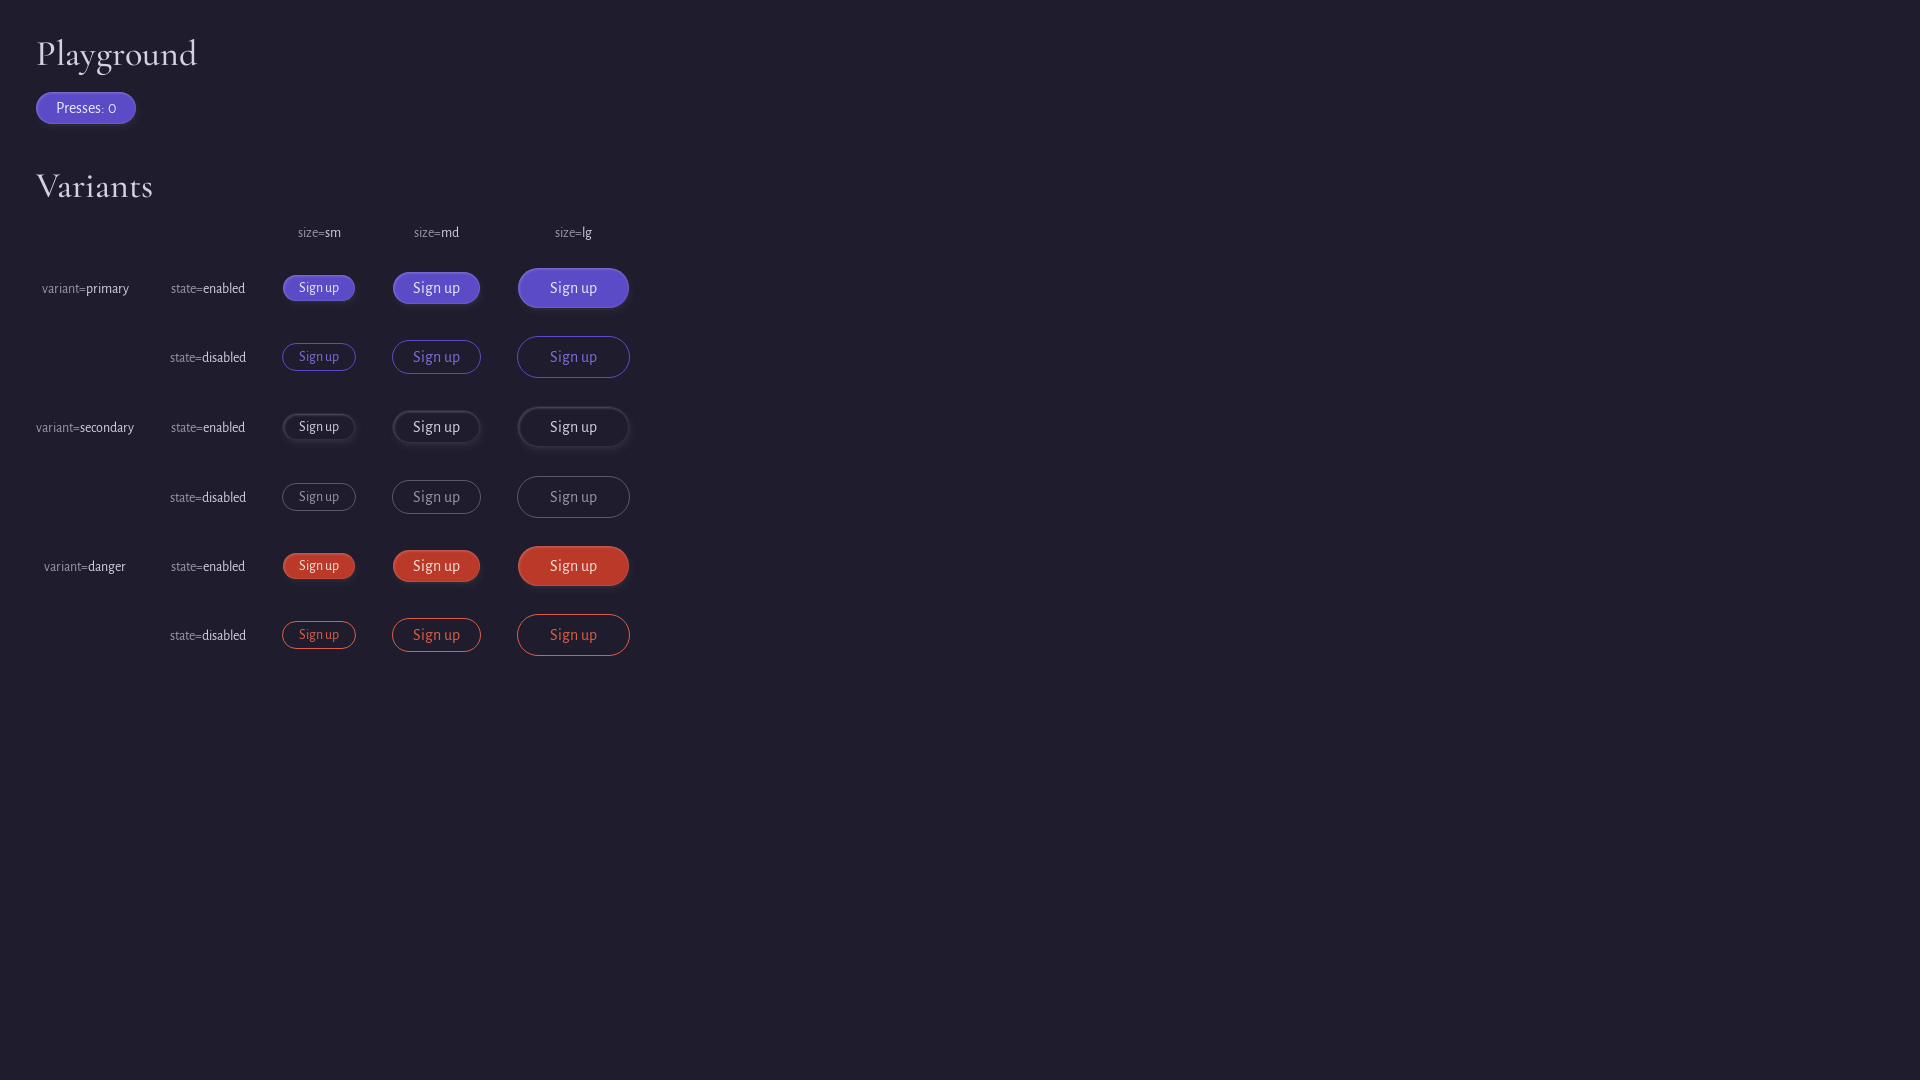 Playground
Presses: 0
Variants
size=sm size=md size=lg
variant=primary state=enabled Sign up Sign up Sign up
state=disabled Sign up Sign up Sign up
variant=secondary state=enabled Sign up Sign up Sign up
state=disabled Sign up Sign up Sign up
variant=danger state=enabled Sign up Sign up Sign up
state=disabled Sign up Sign up Sign up